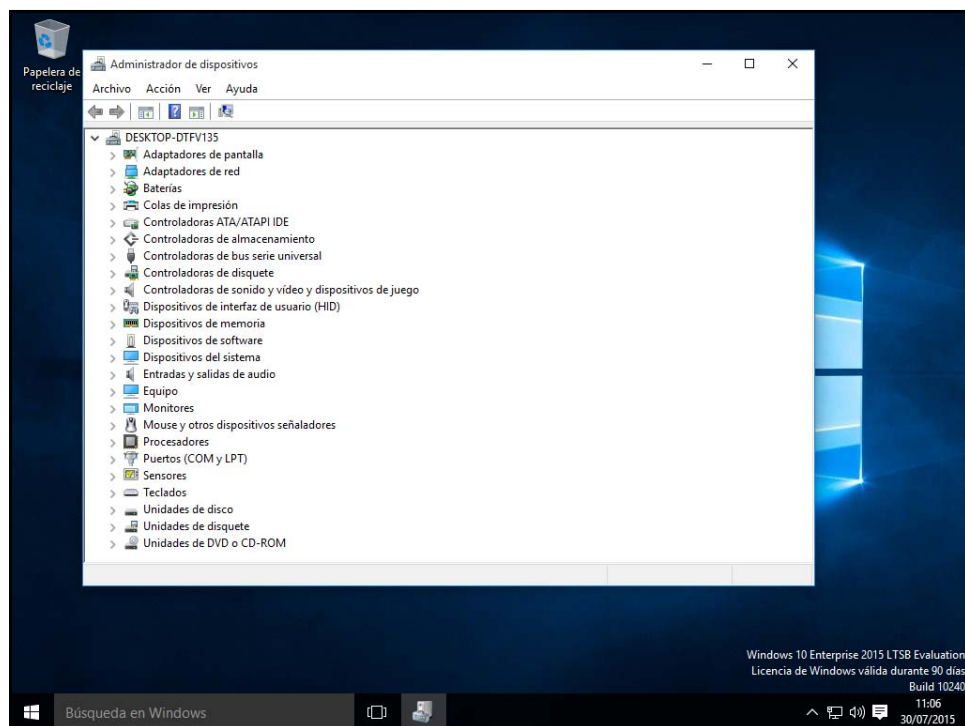 Papelera de
reciclaje
Administrador de dispositivos
Archivo Acción Ver Ayuda
DESKTOP-DTFV135
Adaptadores de pantalla
Adaptadores de red
Baterías
Colas de impresión
Controladoras ATA/ATAPI IDE
Controladoras de almacenamiento
Controladoras de bus serie universal
Controladoras de disquete
Controladoras de sonido y vídeo y dispositivos de juego
Dispositivos de interfaz de usuario (HID)
Dispositivos de memoria
Dispositivos de software
Dispositivos del sistema
Entradas y salidas de audio
Equipo
Monitores
Mouse y otros dispositivos señaladores
Procesadores
Puertos (COM y LPT)
Sensores
Teclados
Unidades de disco
Unidades de disquete
Unidades de DVD o CD-ROM
Windows 10 Enterprise 2015 LTSB Evaluation
Licencia de Windows válida durante 90 días
Build 10240
Búsqueda en Windows
11:06
30/07/2015